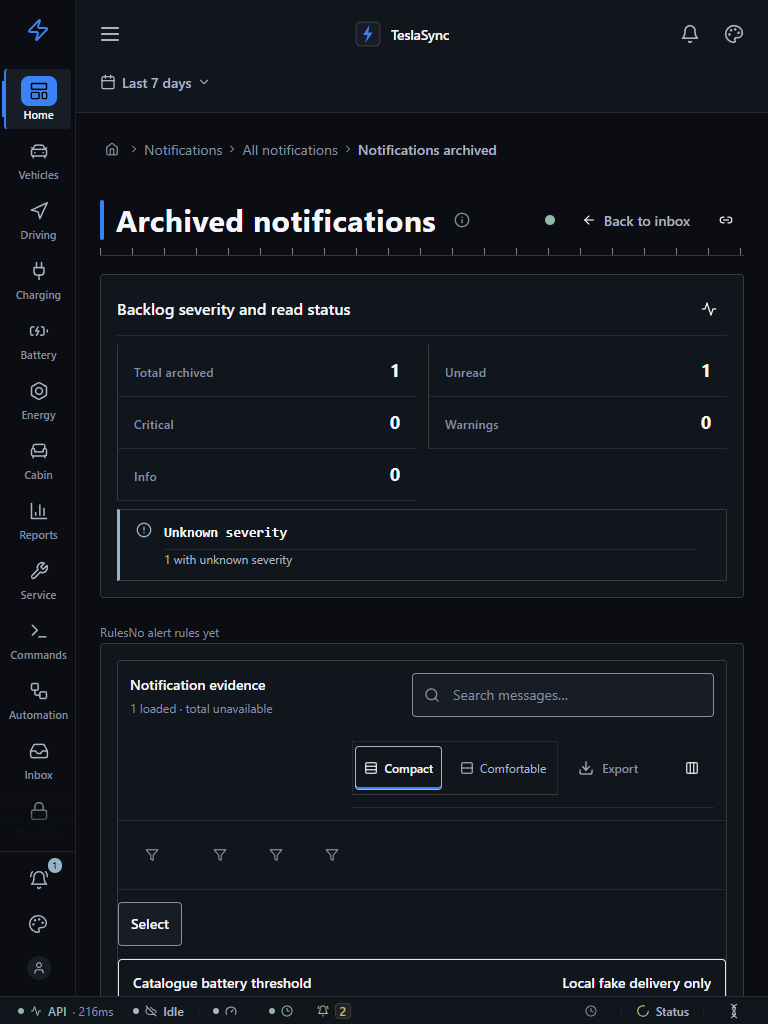 TeslaSync
Last 7 days
Home
Vehicles
Driving
Charging
Battery
Energy
Cabin
Reports
Service
Commands
Automation
Inbox
1
Notifications
All notifications
Notifications archived
Archived notifications
Back to inbox
Backlog severity and read status
Total archived 1
Unread 1
Critical 0
Warnings 0
Info 0
Unknown severity
1 with unknown severity
RulesNo alert rules yet
Notification evidence
1 loaded · total unavailable
Search messages...
Compact
Comfortable
Export
Select
Catalogue battery threshold
Local fake delivery only
API · 216ms
Idle
2
Status